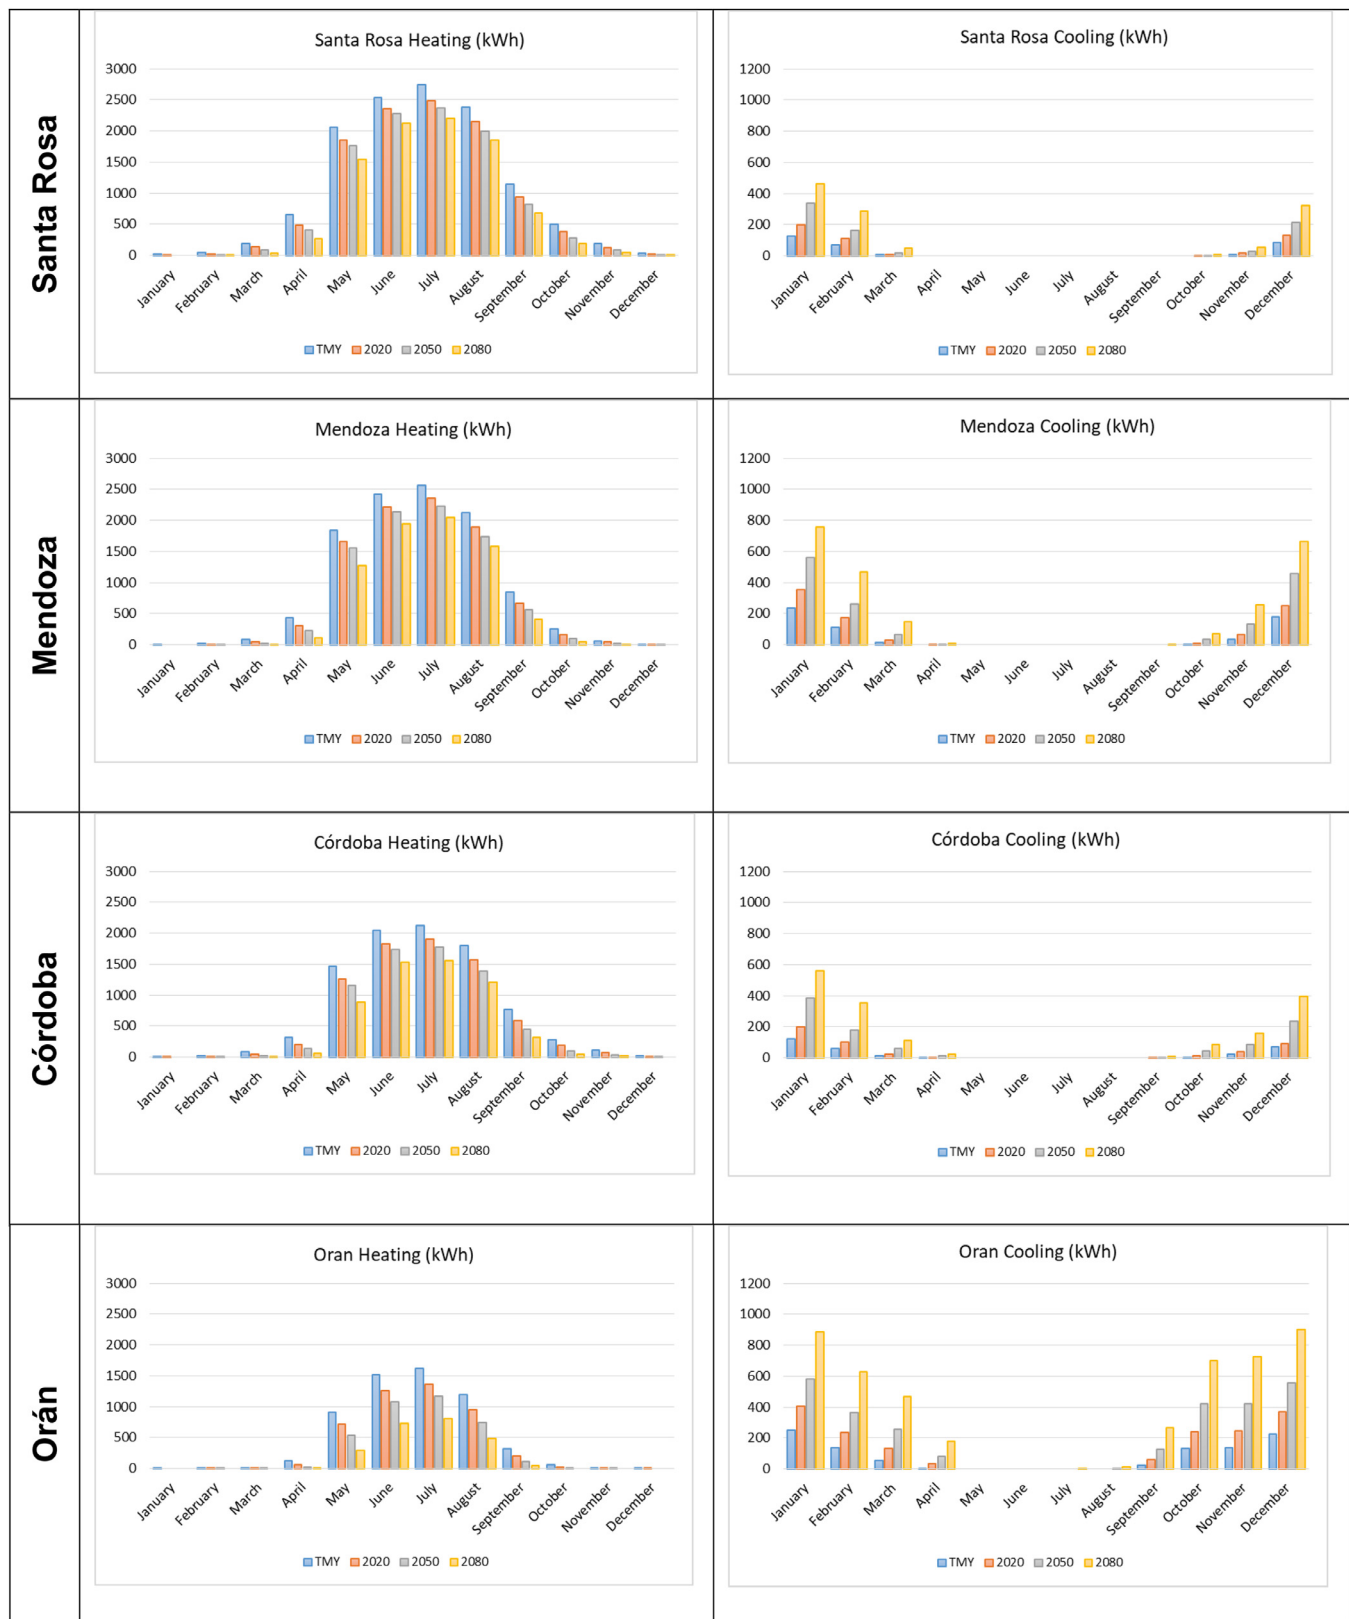 Santa Rosa
Santa Rosa Heating (kWh)
3000
2500
2000
1500
1000
500
0
January February March April May June July August September October November December
TMY 2020 2050 2080
Santa Rosa Cooling (kWh)
1200
1000
800
600
400
200
0
January February March April May June July August September October November December
TMY 2020 2050 2080
Mendoza
Mendoza Heating (kWh)
3000
2500
2000
1500
1000
500
0
January February March April May June July August September October November December
TMY 2020 2050 2080
Mendoza Cooling (kWh)
1200
1000
800
600
400
200
0
January February March April May June July August September October November December
TMY 2020 2050 2080
Córdoba
Córdoba Heating (kWh)
3000
2500
2000
1500
1000
500
0
January February March April May June July August September October November December
TMY 2020 2050 2080
Córdoba Cooling (kWh)
1200
1000
800
600
400
200
0
January February March April May June July August September October November December
TMY 2020 2050 2080
Orán
Oran Heating (kWh)
3000
2500
2000
1500
1000
500
0
January February March April May June July August September October November December
TMY 2020 2050 2080
Oran Cooling (kWh)
1200
1000
800
600
400
200
0
January February March April May June July August September October November December
TMY 2020 2050 2080